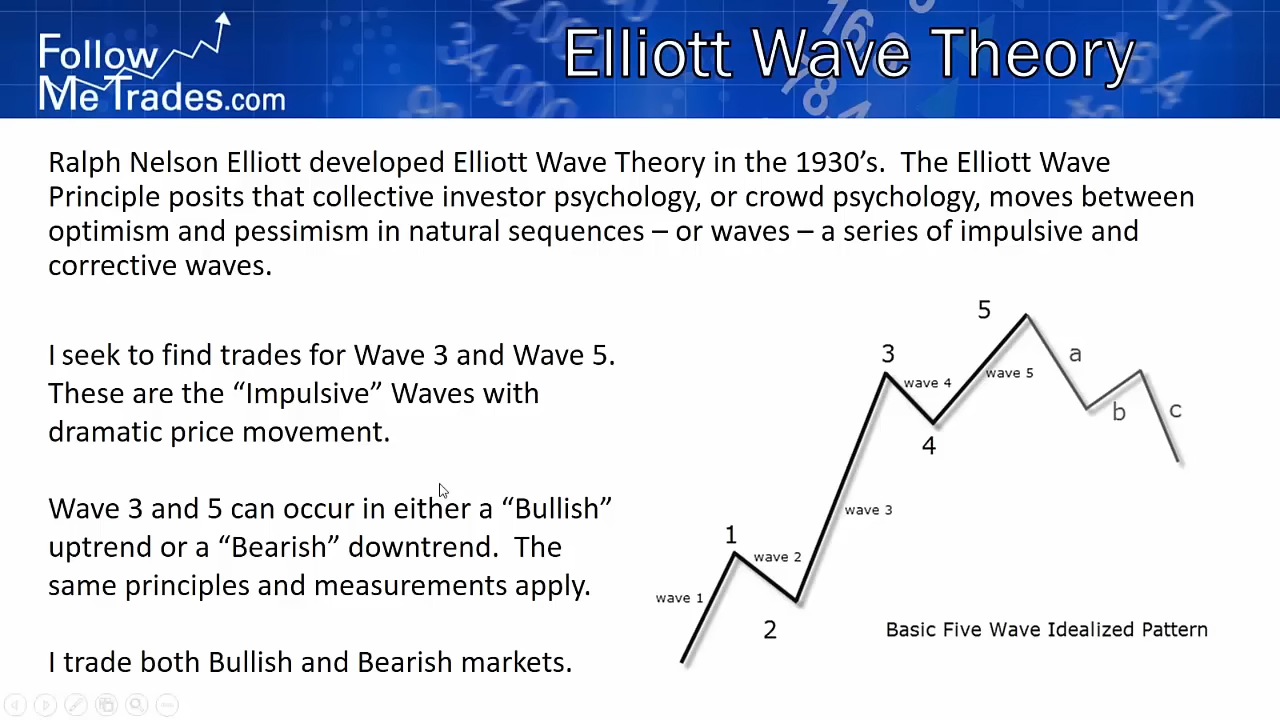 Follow
Me Trades.com
Elliott Wave Theory
Ralph Nelson Elliott developed Elliott Wave Theory in the 1930’s.  The Elliott Wave
Principle posits that collective investor psychology, or crowd psychology, moves between
optimism and pessimism in natural sequences – or waves – a series of impulsive and
corrective waves.
I seek to find trades for Wave 3 and Wave 5.
These are the “Impulsive” Waves with
dramatic price movement.
Wave 3 and 5 can occur in either a “Bullish”
uptrend or a “Bearish” downtrend.  The
same principles and measurements apply.
I trade both Bullish and Bearish markets.
5
3
a
wave 4
wave 5
b
c
4
wave 3
1
wave 2
wave 1
2
Basic Five Wave Idealized Pattern